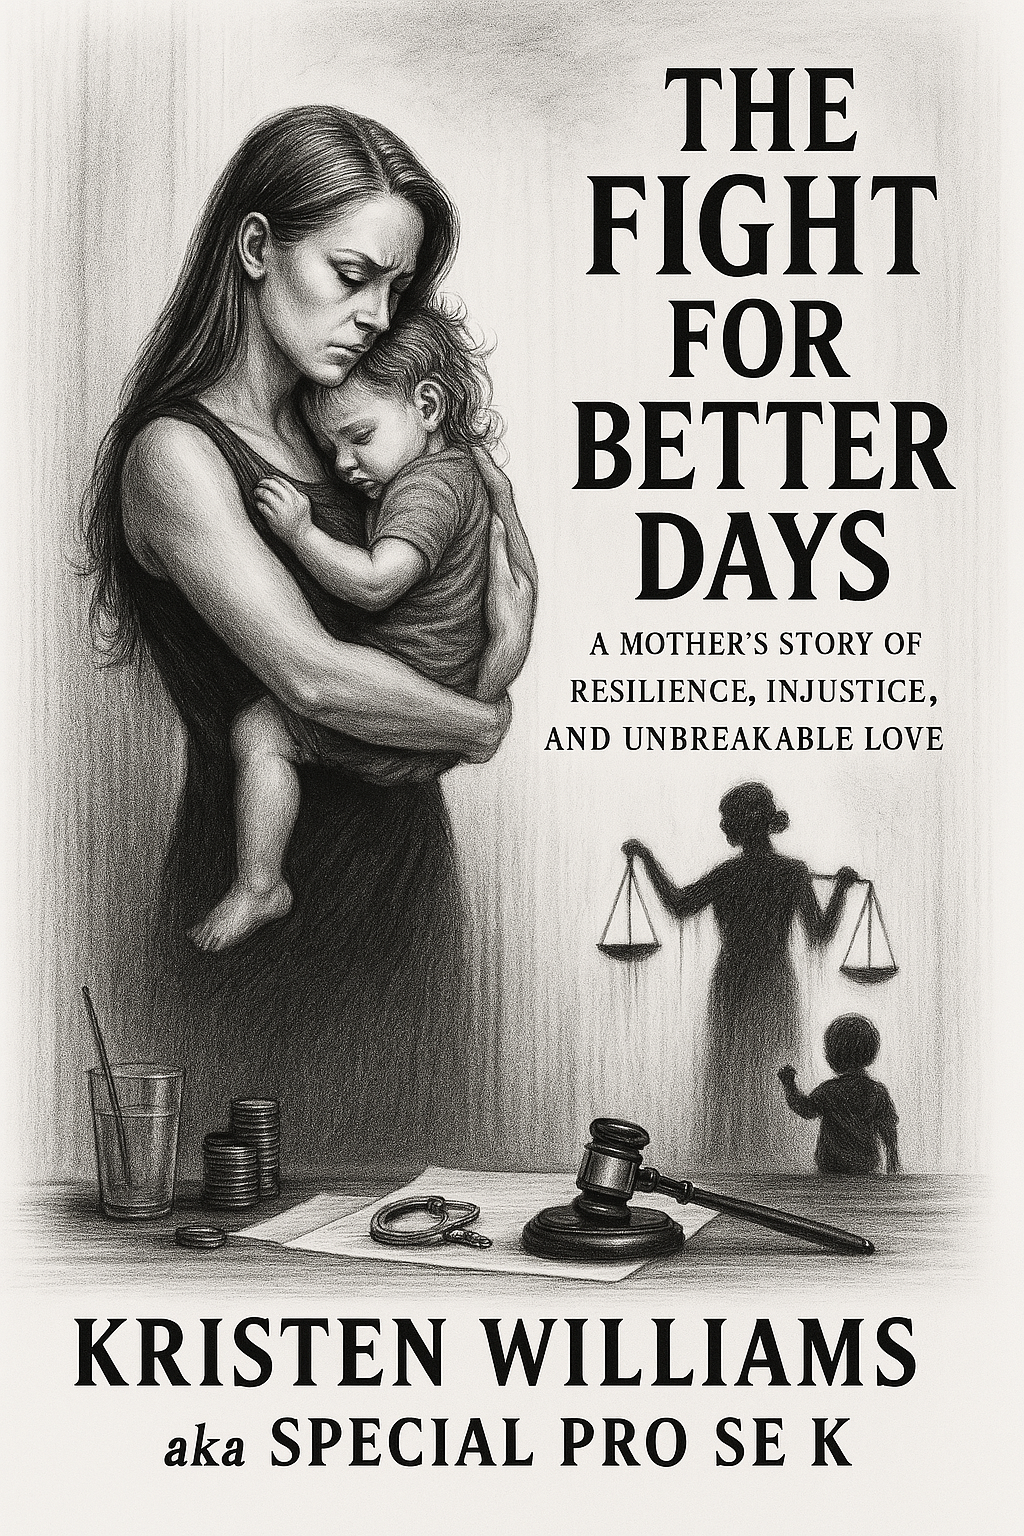 THE
FIGHT
FOR
BETTER
DAYS
A MOTHER'S STORY OF
RESILIENCE, INJUSTICE,
AND UNBREAKABLE LOVE
KRISTEN WILLIAMS
aka SPECIAL PRO SE K